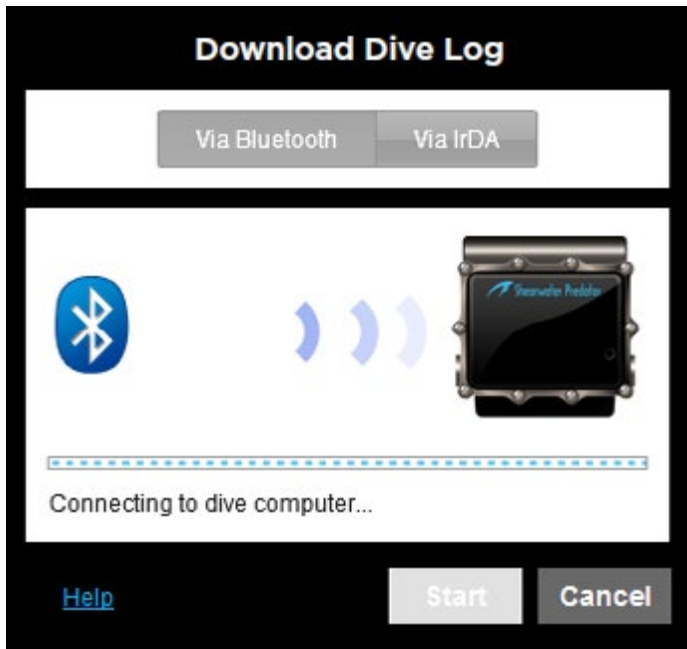 Download Dive Log
Via Bluetooth Via IrDA
Shearwater Predator
Connecting to dive computer...
Help Start Cancel